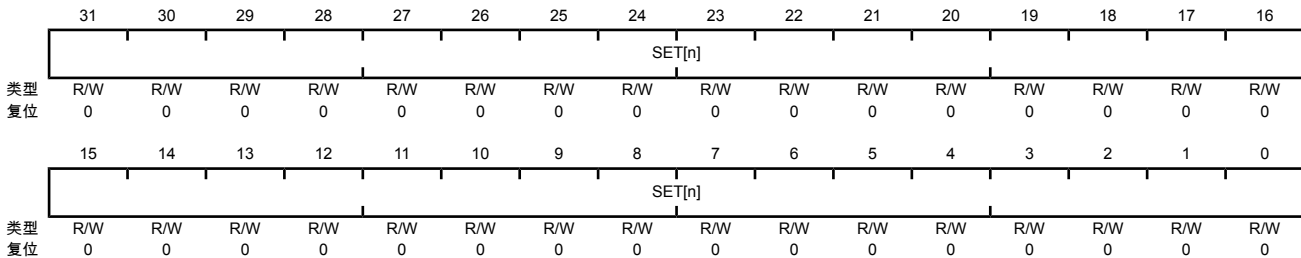 31 30 29 28 27 26 25 24 23 22 21 20 19 18 17 16
SET[n]
类型 R/W R/W R/W R/W R/W R/W R/W R/W R/W R/W R/W R/W R/W R/W R/W R/W
复位 0 0 0 0 0 0 0 0 0 0 0 0 0 0 0 0
15 14 13 12 11 10 9 8 7 6 5 4 3 2 1 0
SET[n]
类型 R/W R/W R/W R/W R/W R/W R/W R/W R/W R/W R/W R/W R/W R/W R/W R/W
复位 0 0 0 0 0 0 0 0 0 0 0 0 0 0 0 0